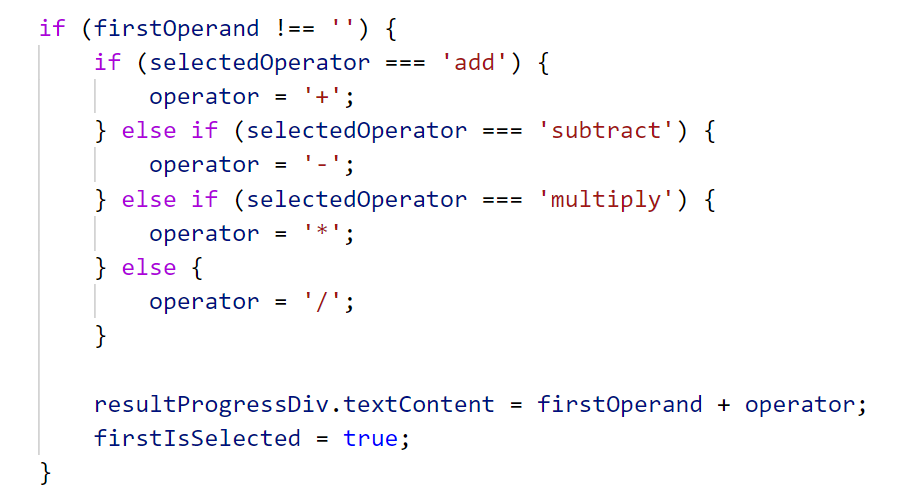 if (firstOperand !== '') {
    if (selectedOperator === 'add') {
        operator = '+';
    } else if (selectedOperator === 'subtract') {
        operator = '-';
    } else if (selectedOperator === 'multiply') {
        operator = '*';
    } else {
        operator = '/';
    }

    resultProgressDiv.textContent = firstOperand + operator;
    firstIsSelected = true;
}